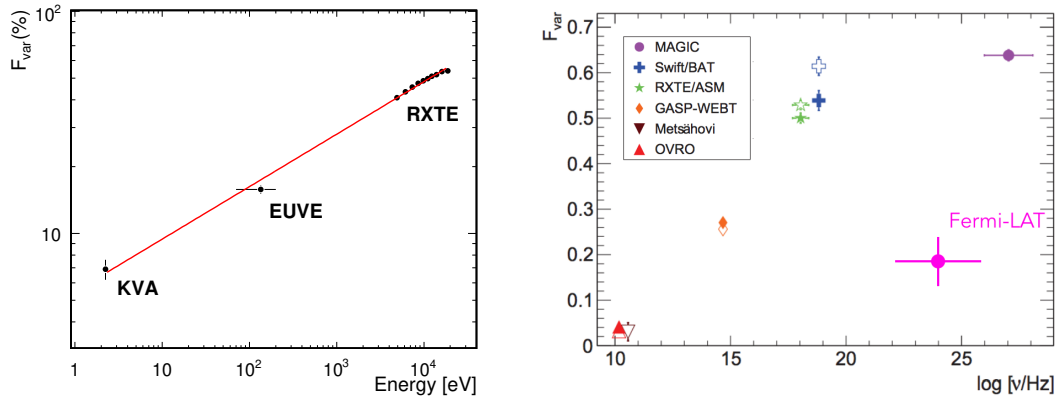 F_var(%)
10²
10
RXTE
EUVE
KVA
1
10
10²
10³
10⁴
Energy [eV]
F_var
0.7
0.6
0.5
0.4
0.3
0.2
0.1
0
MAGIC
Swift/BAT
RXTE/ASM
GASP-WEBT
Metsähovi
OVRO
Fermi-LAT
10
15
20
25
log [ν/Hz]